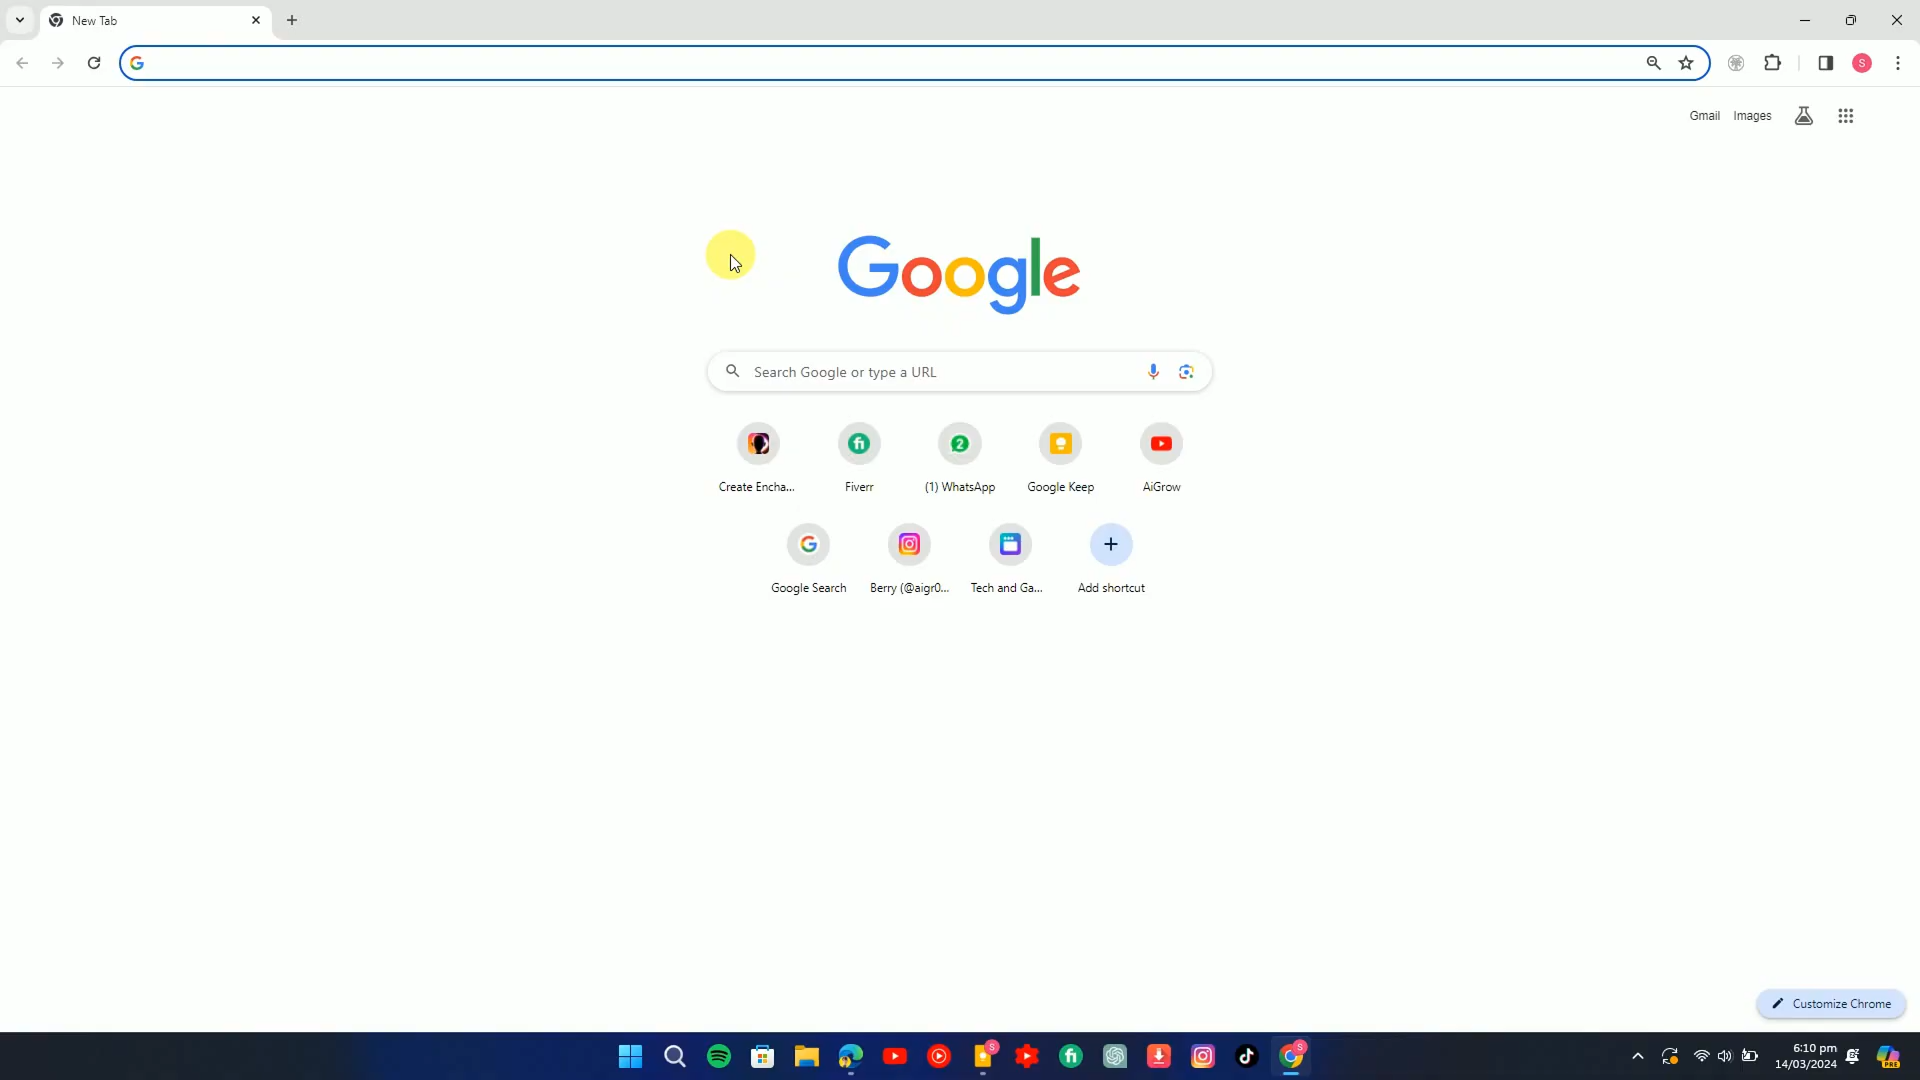 New Tab
Gmail Images
Google
Search Google or type a URL
Create Encha... Fiverr (1) WhatsApp Google Keep AiGrow
Google Search Berry (@aigr0... Tech and Ga... Add shortcut
Customize Chrome
6:10 pm
14/03/2024